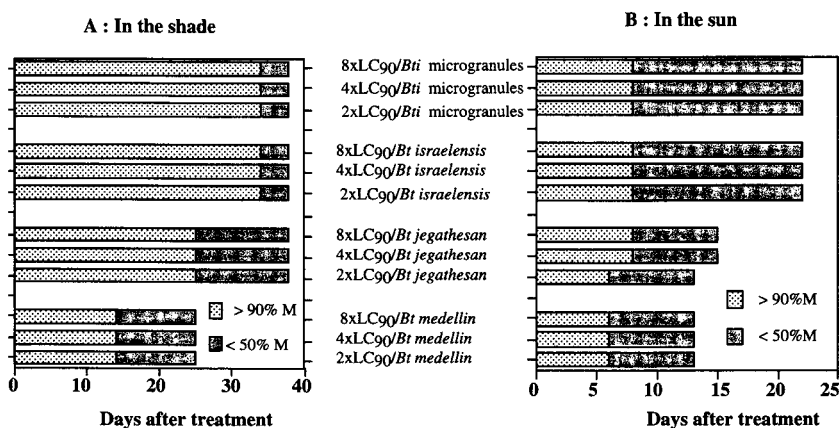 A : In the shade
B : In the sun
8xLC90/Bti microgranules
4xLC90/Bti microgranules
2xLC90/Bti microgranules
8xLC90/Bt israelensis
4xLC90/Bt israelensis
2xLC90/Bt israelensis
8xLC90/Bt jegathesan
4xLC90/Bt jegathesan
2xLC90/Bt jegathesan
8xLC90/Bt medellin
4xLC90/Bt medellin
2xLC90/Bt medellin
> 90% M
< 50% M
0 10 20 30 40
Days after treatment
> 90%M
< 50%M
0 5 10 15 20 25
Days after treatment